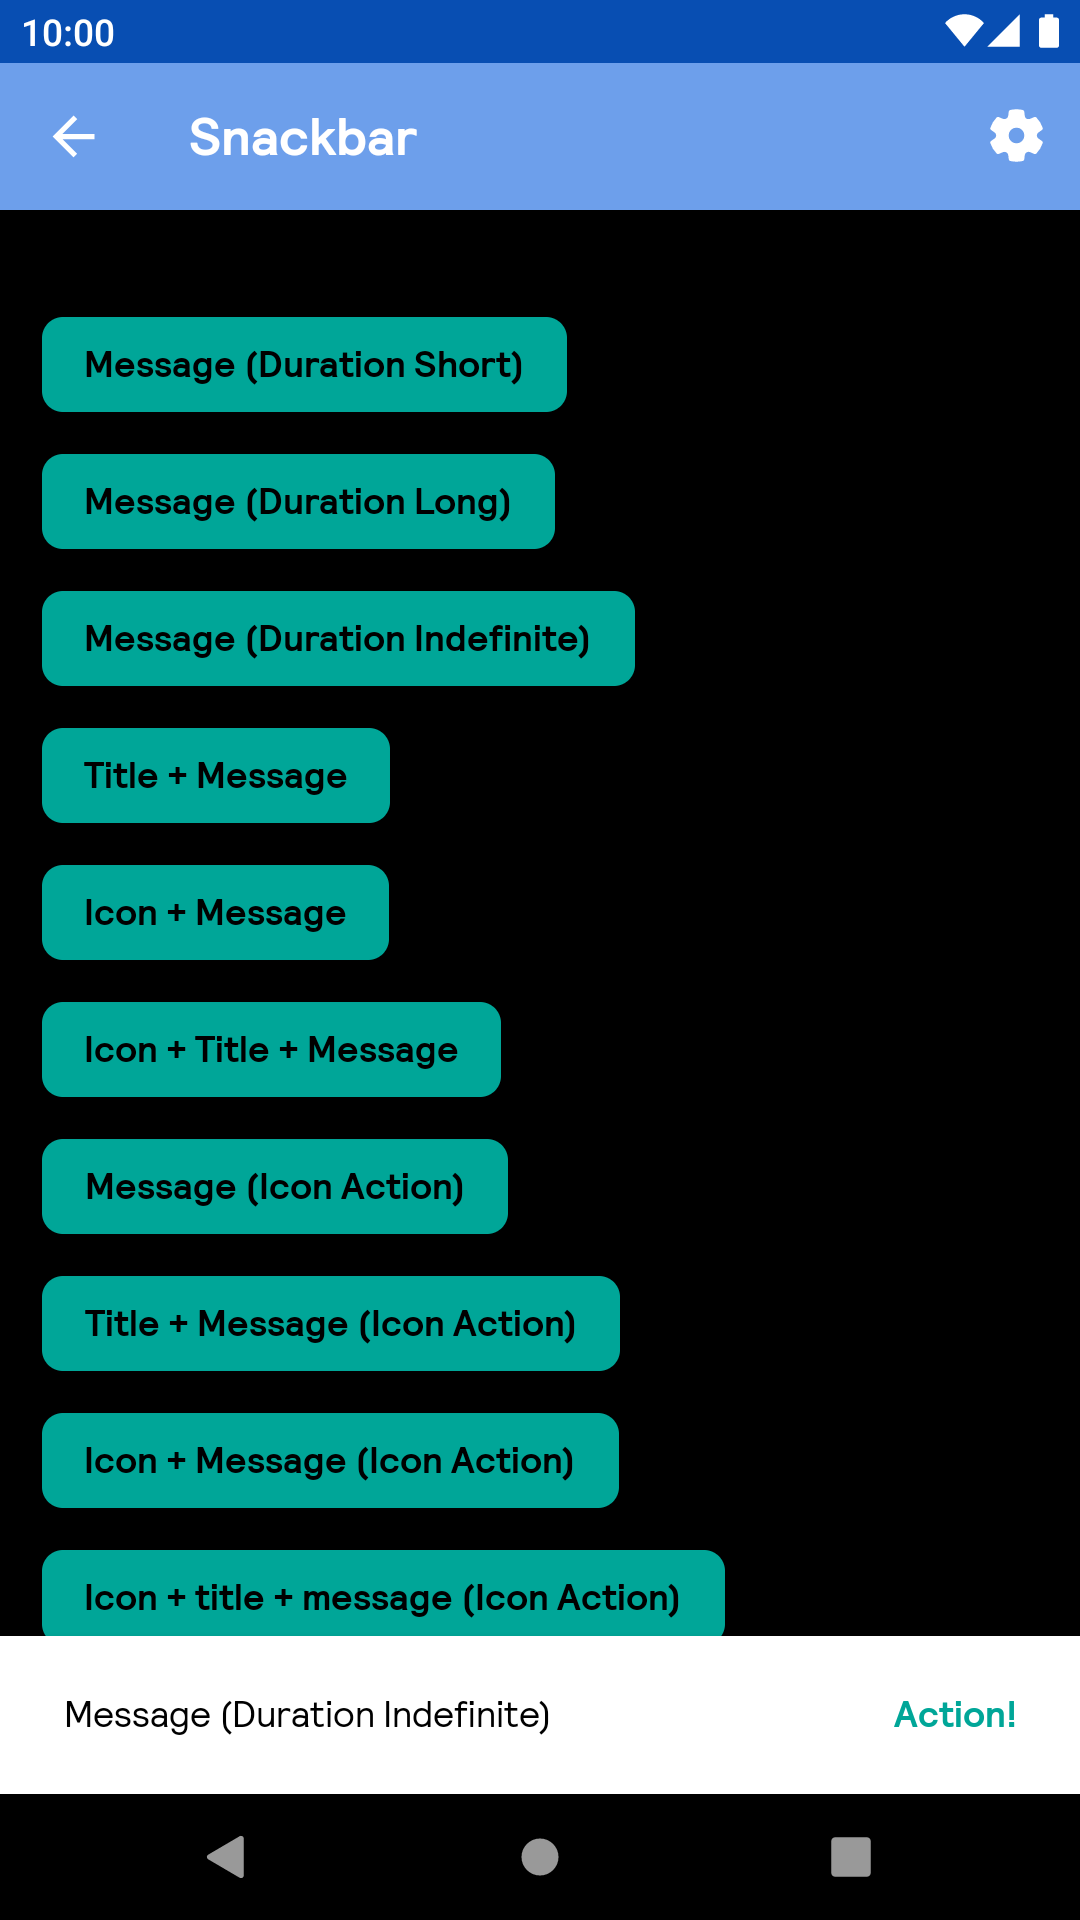 10:00
Snackbar
Message (Duration Short)
Message (Duration Long)
Message (Duration Indefinite)
Title + Message
Icon + Message
Icon + Title + Message
Message (Icon Action)
Title + Message (Icon Action)
Icon + Message (Icon Action)
Icon + title + message (Icon Action)
Message (Duration Indefinite) Action!